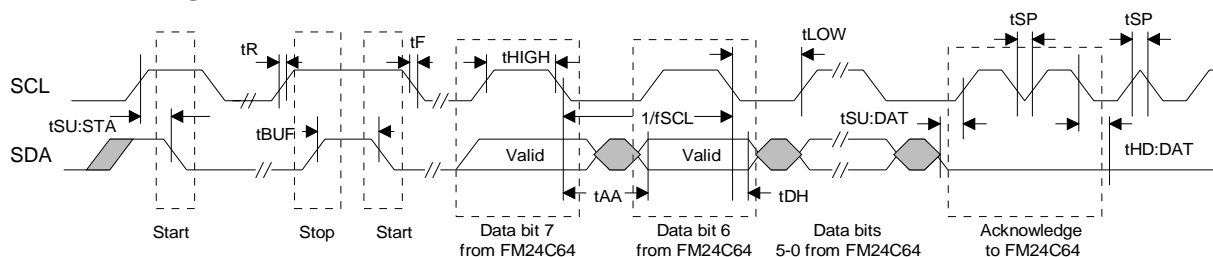 tSP
tSP
tR
tF
tHIGH
tLOW
SCL
tSU:STA
tBUF
1/fSCL
tSU:DAT
SDA
Valid
Valid
tHD:DAT
tAA
tDH
Start
Stop
Start
Data bit 7
from FM24C64
Data bit 6
from FM24C64
Data bits
5-0 from FM24C64
Acknowledge
to FM24C64